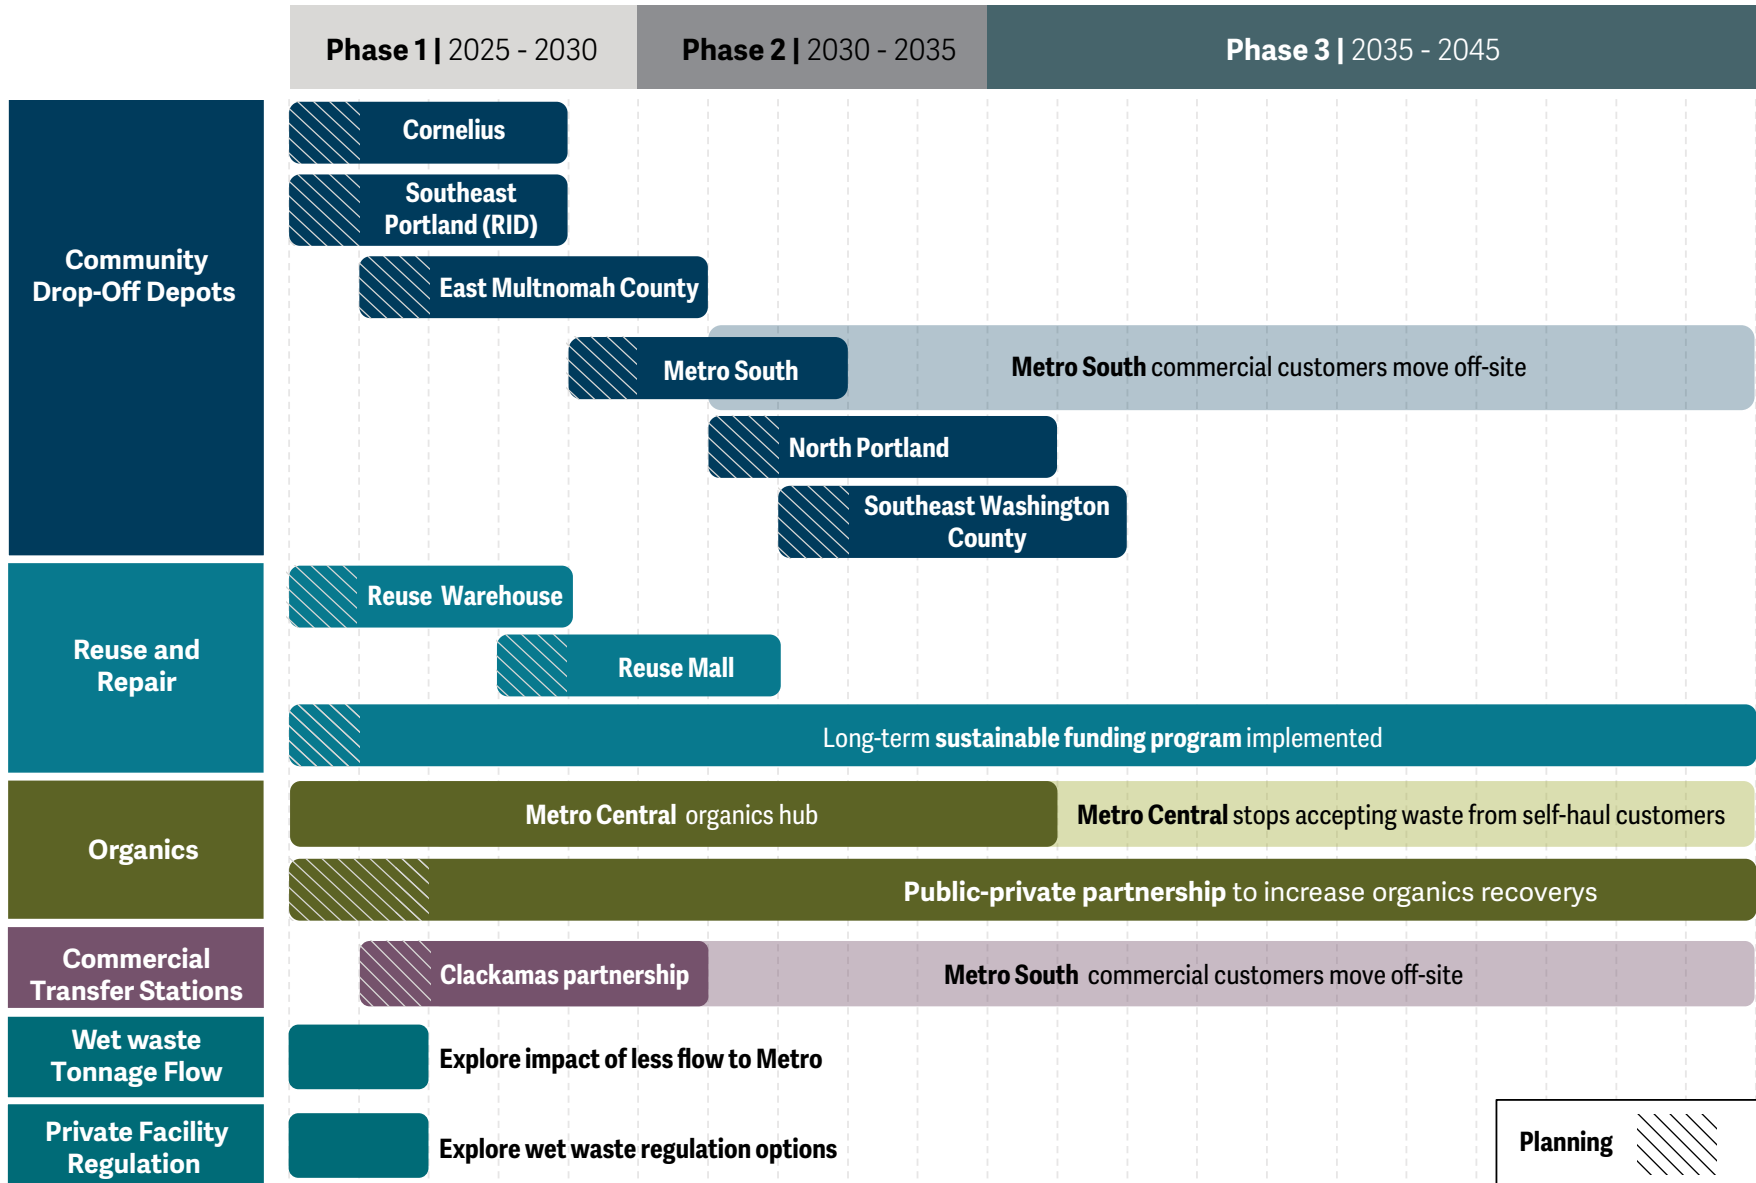 Phase 1 | 2025 - 2030
Phase 2 | 2030 - 2035
Phase 3 | 2035 - 2045
Community
Drop-Off Depots
Cornelius
Southeast
Portland (RID)
East Multnomah County
Metro South
Metro South commercial customers move off-site
North Portland
Southeast Washington
County
Reuse and
Repair
Reuse Warehouse
Reuse Mall
Long-term sustainable funding program implemented
Organics
Metro Central organics hub
Metro Central stops accepting waste from self-haul customers
Public-private partnership to increase organics recoverys
Commercial
Transfer Stations
Clackamas partnership
Metro South commercial customers move off-site
Wet waste
Tonnage Flow
Explore impact of less flow to Metro
Private Facility
Regulation
Explore wet waste regulation options
Planning